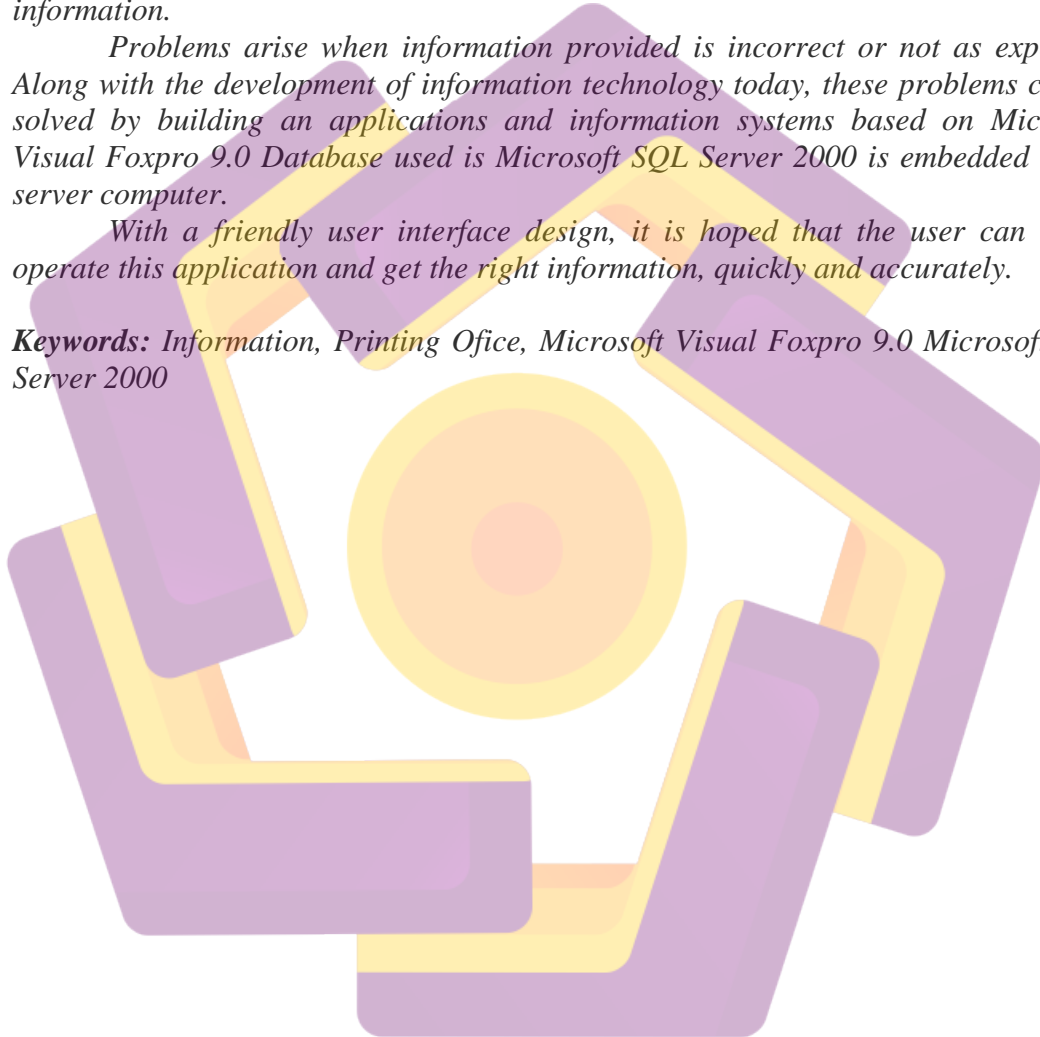 information.
Problems arise when information provided is incorrect or not as exp
Along with the development of information technology today, these problems c
solved by building an applications and information systems based on Mic
Visual Foxpro 9.0 Database used is Microsoft SQL Server 2000 is embedded
server computer.
With a friendly user interface design, it is hoped that the user can
operate this application and get the right information, quickly and accurately.
Keywords: Information, Printing Ofice, Microsoft Visual Foxpro 9.0 Microsof
Server 2000